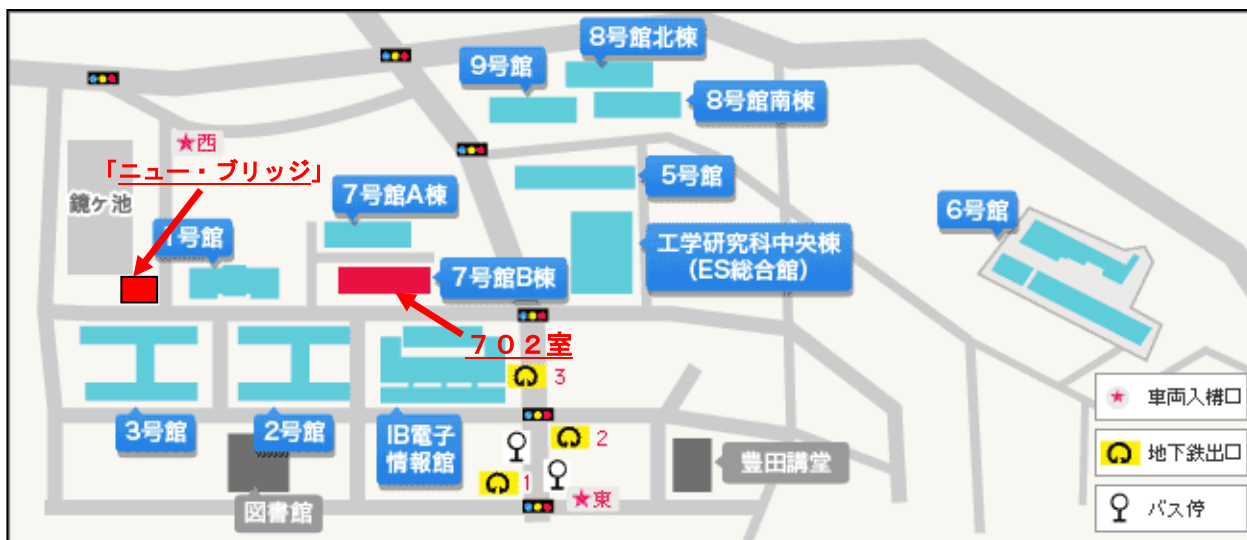 8号館北棟
9号館
8号館南棟
★西
「ニュー・ブリッジ」
鏡ヶ池
7号館A棟
5号館
1号館
6号館
工学研究科中央棟
(ES総合館)
7号館B棟
702室
3
3号館
2号館
IB電子
情報館
2
1
★東
図書館
豊田講堂
★ 車両入構口
地下鉄出口
バス停